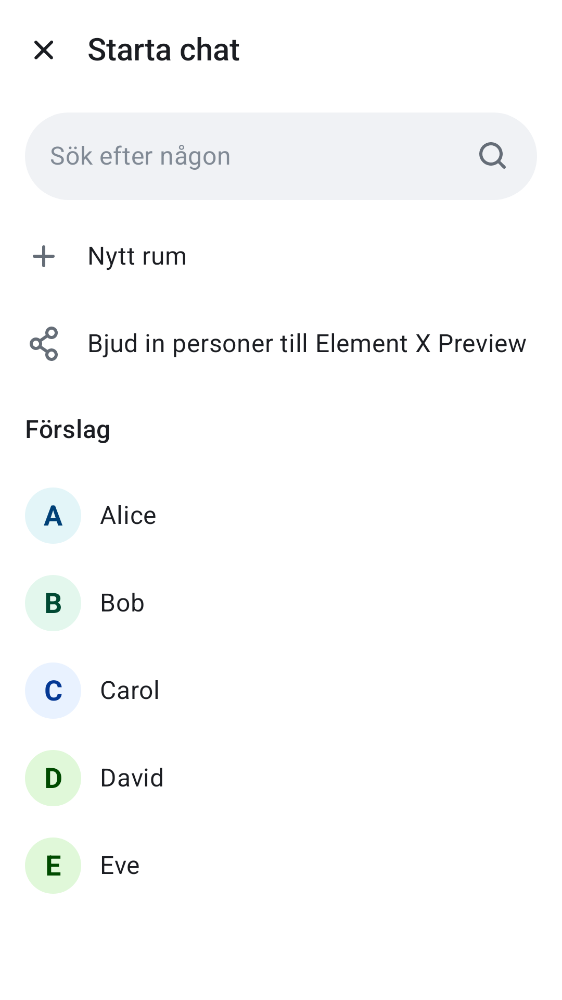 Starta chat
Sök efter någon
Nytt rum
Bjud in personer till Element X Preview
Förslag
A Alice
B Bob
C Carol
D David
E Eve